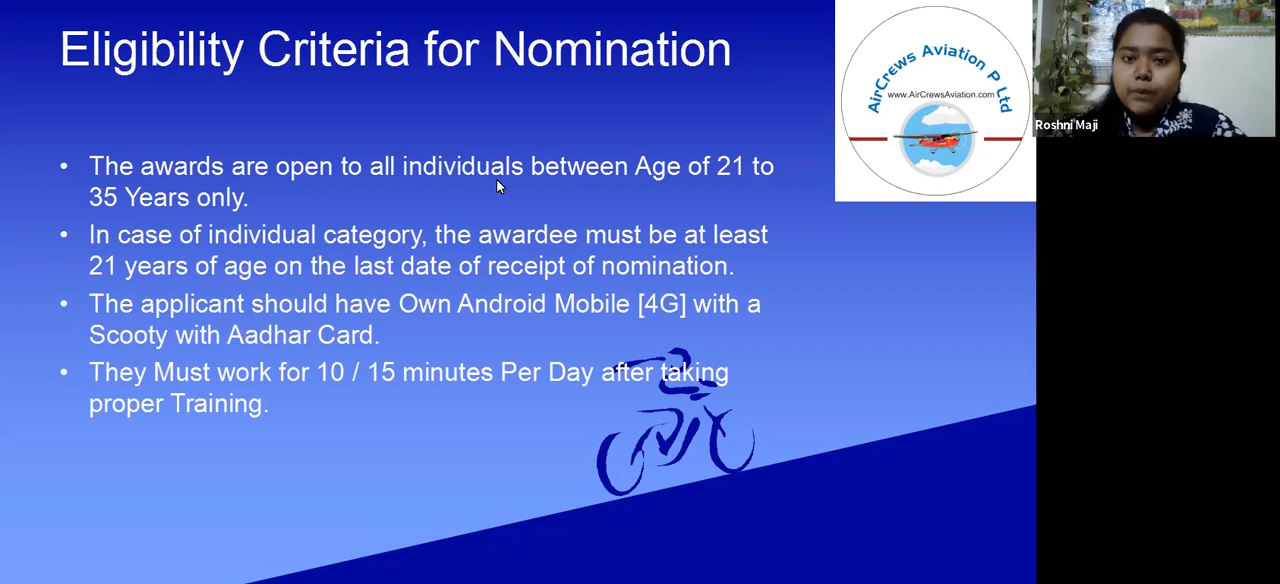 Eligibility Criteria for Nomination
AirCrews Aviation P Ltd
www.AirCrewsAviation.com
Roshni Maji
• The awards are open to all individuals between Age of 21 to
35 Years only.
• In case of individual category, the awardee must be at least
21 years of age on the last date of receipt of nomination.
• The applicant should have Own Android Mobile [4G] with a
Scooty with Aadhar Card.
• They Must work for 10 / 15 minutes Per Day after taking
proper Training.